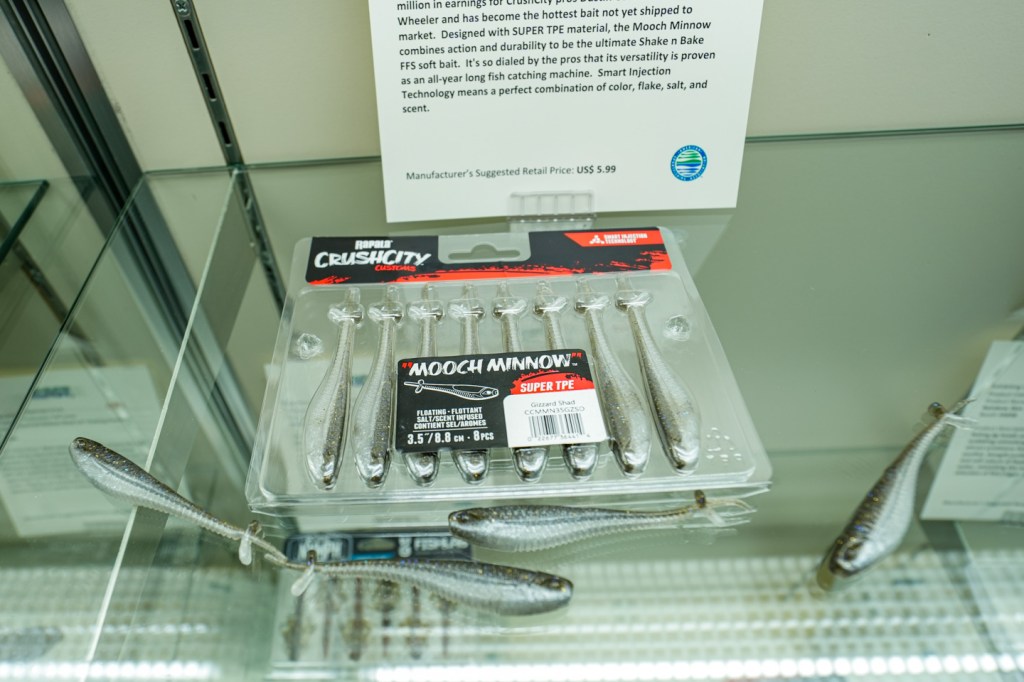 million in earnings for CrushCity pros
Wheeler and has become the hottest bait not yet shipped to
market. Designed with SUPER TPE material, the Mooch Minnow
combines action and durability to be the ultimate Shake n Bake
FFS soft bait. It's so dialed by the pros that its versatility is proven
as an all-year long fish catching machine. Smart Injection
Technology means a perfect combination of color, flake, salt, and
scent.
Manufacturer's Suggested Retail Price: US$ 5.99
RAPALA
CRUSHCITY
CUSTOMS
SMART INJECTION
TECHNOLOGY
"MOOCH MINNOW"
SUPER TPE
FLOATING - FLOTTANT
SALT/SCENT INFUSED
CONTIENT SEL/AROMES
3.5"/8.8 CM - 8PCS
Gizzard Shad
CCMMN35GZSD